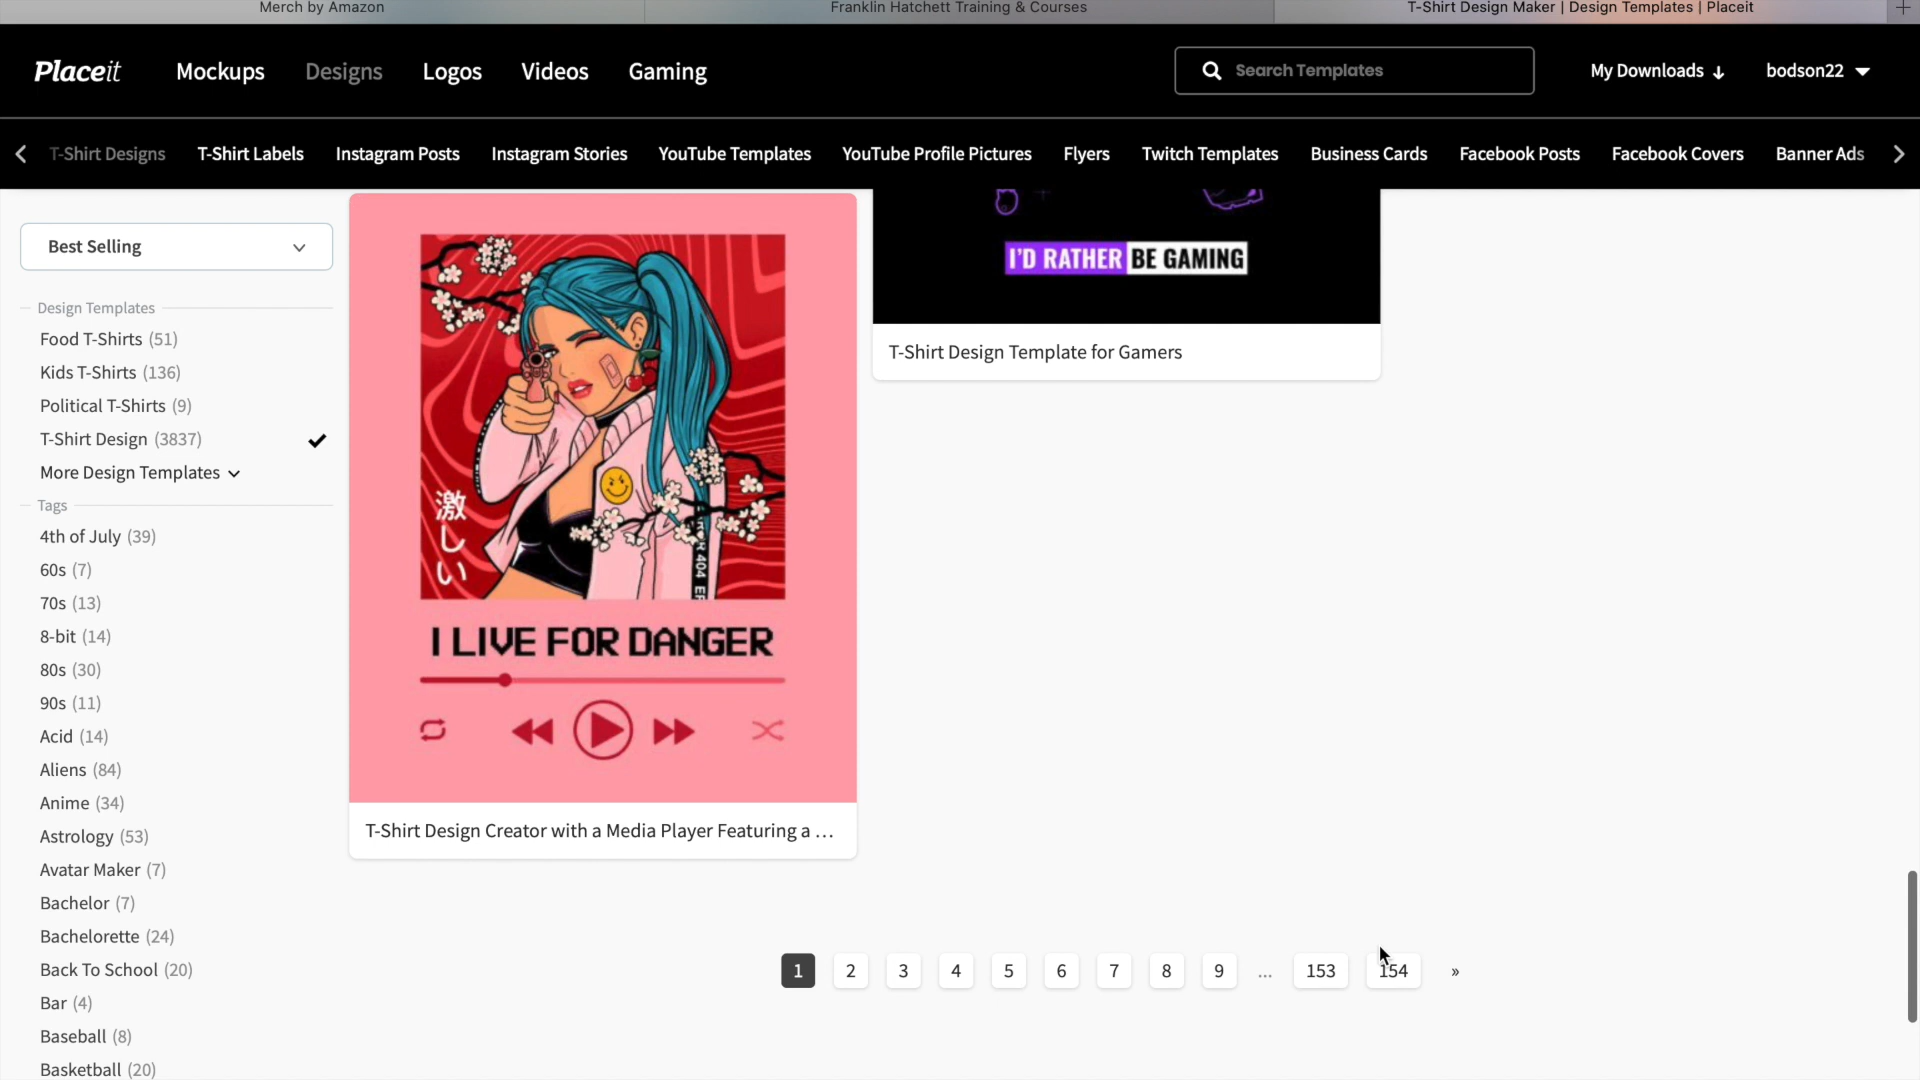 Merch by Amazon
Franklin Hatchett Training & Courses
T-Shirt Design Maker | Design Templates | Placeit
Placeit
Mockups
Designs
Logos
Videos
Gaming
Search Templates
My Downloads
bodson22
T-Shirt Designs
T-Shirt Labels
Instagram Posts
Instagram Stories
YouTube Templates
YouTube Profile Pictures
Flyers
Twitch Templates
Business Cards
Facebook Posts
Facebook Covers
Banner Ads
Best Selling
Design Templates
Food T-Shirts (51)
Kids T-Shirts (136)
Political T-Shirts (9)
T-Shirt Design (3837)
More Design Templates
Tags
4th of July (39)
60s (7)
70s (13)
8-bit (14)
80s (30)
90s (11)
Acid (14)
Aliens (84)
Anime (34)
Astrology (53)
Avatar Maker (7)
Bachelor (7)
Bachelorette (24)
Back To School (20)
Bar (4)
Baseball (8)
Basketball (20)
激しい
404
I LIVE FOR DANGER
T-Shirt Design Creator with a Media Player Featuring a ...
I'D RATHER BE GAMING
T-Shirt Design Template for Gamers
1 2 3 4 5 6 7 8 9 ... 153 154 »